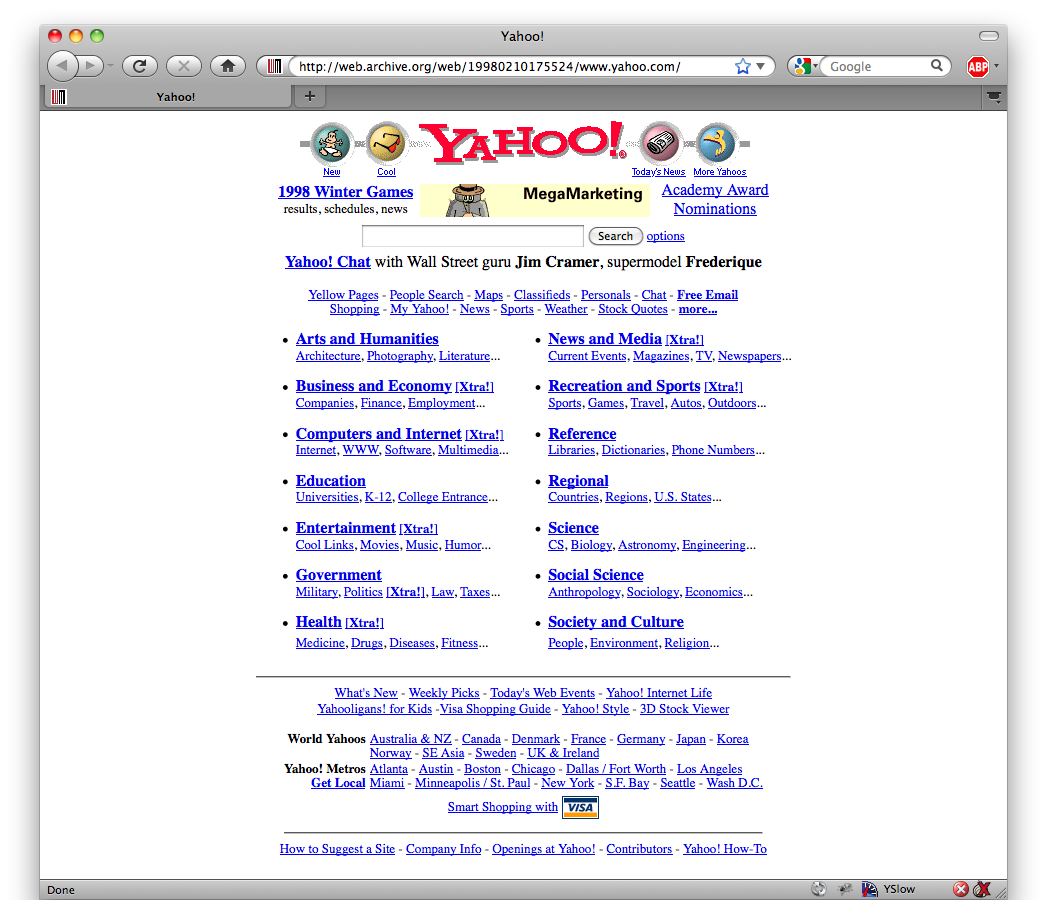 Yahoo!
http://web.archive.org/web/19980210175524/www.yahoo.com/
Google
ABP
Yahoo!
YAHOO!
New
Cool
Today's News
More Yahoos
1998 Winter Games
results, schedules, news
MegaMarketing
Academy Award
Nominations
Search options
Yahoo! Chat with Wall Street guru Jim Cramer, supermodel Frederique
Yellow Pages - People Search - Maps - Classifieds - Personals - Chat - Free Email
Shopping - My Yahoo! - News - Sports - Weather - Stock Quotes - more...
Arts and Humanities
Architecture, Photography, Literature...
Business and Economy [Xtra!]
Companies, Finance, Employment...
Computers and Internet [Xtra!]
Internet, WWW, Software, Multimedia...
Education
Universities, K-12, College Entrance...
Entertainment [Xtra!]
Cool Links, Movies, Music, Humor...
Government
Military, Politics [Xtra!], Law, Taxes...
Health [Xtra!]
Medicine, Drugs, Diseases, Fitness...
News and Media [Xtra!]
Current Events, Magazines, TV, Newspapers...
Recreation and Sports [Xtra!]
Sports, Games, Travel, Autos, Outdoors...
Reference
Libraries, Dictionaries, Phone Numbers...
Regional
Countries, Regions, U.S. States...
Science
CS, Biology, Astronomy, Engineering...
Social Science
Anthropology, Sociology, Economics...
Society and Culture
People, Environment, Religion...
What's New - Weekly Picks - Today's Web Events - Yahoo! Internet Life
Yahooligans! for Kids -Visa Shopping Guide - Yahoo! Style - 3D Stock Viewer
World Yahoos Australia & NZ - Canada - Denmark - France - Germany - Japan - Korea
Norway - SE Asia - Sweden - UK & Ireland
Yahoo! Metros Atlanta - Austin - Boston - Chicago - Dallas / Fort Worth - Los Angeles
Get Local Miami - Minneapolis / St. Paul - New York - S.F. Bay - Seattle - Wash D.C.
Smart Shopping with VISA
How to Suggest a Site - Company Info - Openings at Yahoo! - Contributors - Yahoo! How-To
Done
YSlow